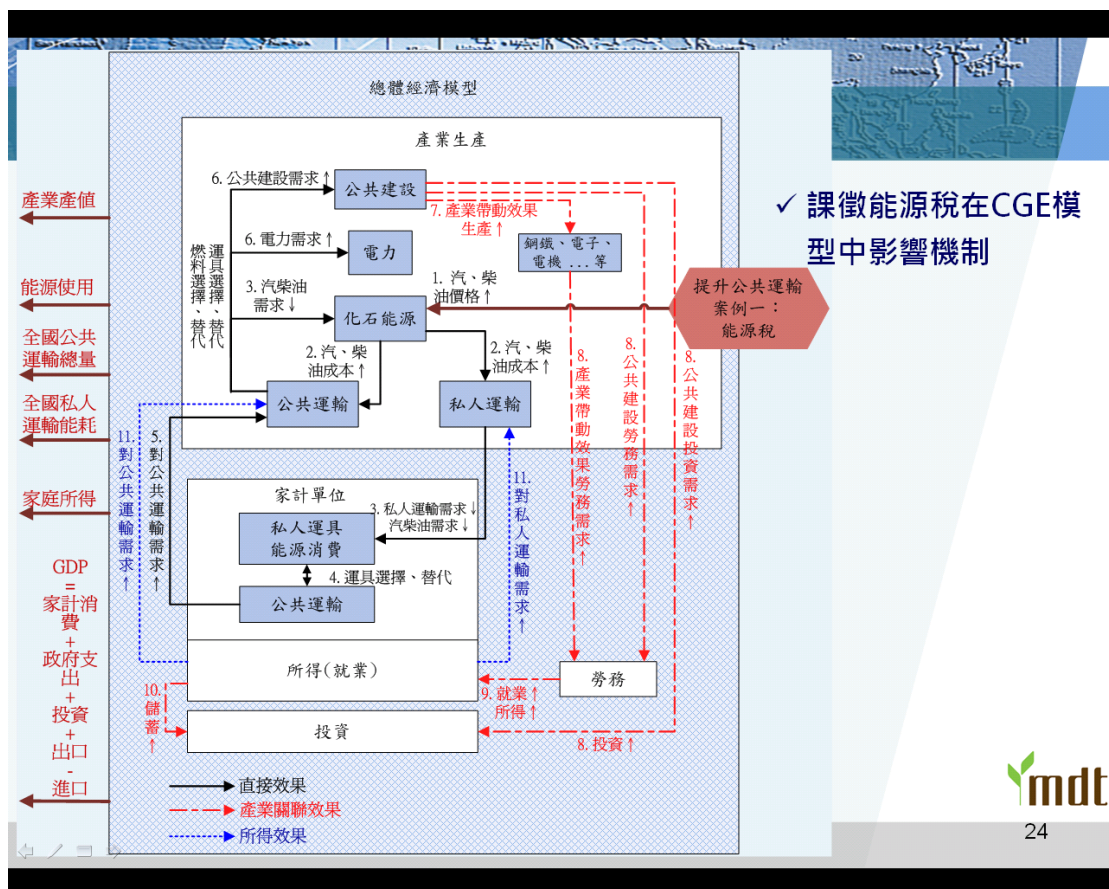 總體經濟模型
產業生產
6. 公共建設需求↑
公共建設
7. 產業帶動效果
生產↑
鋼鐵、電子、
電機 ... 等
6. 電力需求↑
電力
運具選擇、替代
燃料選擇、替代
3. 汽柴油
需求↓
1. 汽、柴
油價格↑
化石能源
2. 汽、柴
油成本↑
2. 汽、柴
油成本↑
公共運輸
私人運輸
提升公共運輸
案例一：
能源稅
✓ 課徵能源稅在CGE模
型中影響機制
產業產值
能源使用
全國公共
運輸總量
全國私人
運輸能耗
家庭所得
GDP
=
家計消
費
+
政府支
出
+
投資
+
出口
-
進口
11. 對公共運輸需求↑
5. 對公共運輸需求↑
家計單位
3. 私人運輸需求↓
汽柴油需求↓
私人運具
能源消費
4. 運具選擇、替代
公共運輸
11. 對私人運輸需求↑
8. 產業帶動效果勞務需求↑
8. 公共建設勞務需求↑
8. 公共建設投資需求↑
所得(就業)
勞務
9. 就業↑
所得↑
10. 儲蓄↑
投資
8. 投資↑
直接效果
產業關聯效果
所得效果
mdt
24